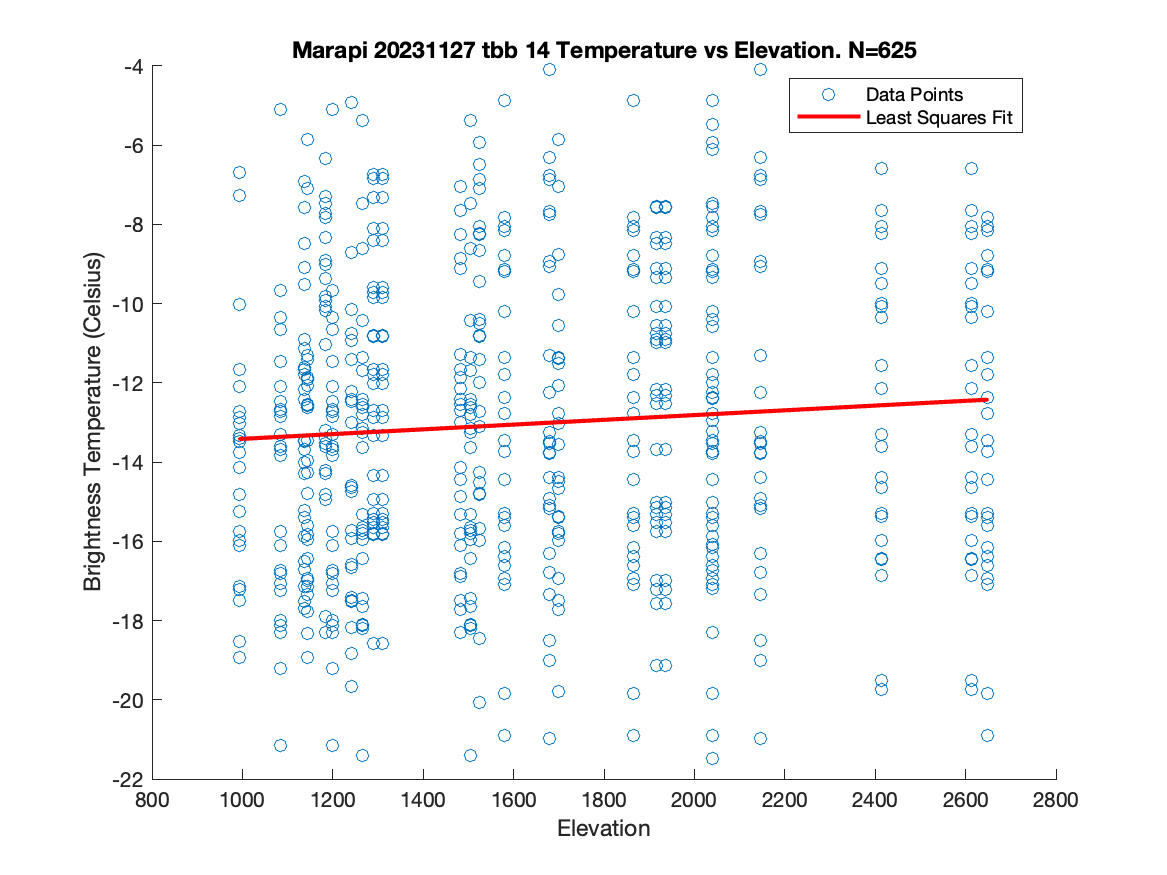 Marapi 20231127 tbb 14 Temperature vs Elevation. N=625
Data Points
Least Squares Fit
-4
-6
-8
-10
-12
-14
-16
-18
-20
-22
Brightness Temperature (Celsius)
800 1000 1200 1400 1600 1800 2000 2200 2400 2600 2800
Elevation